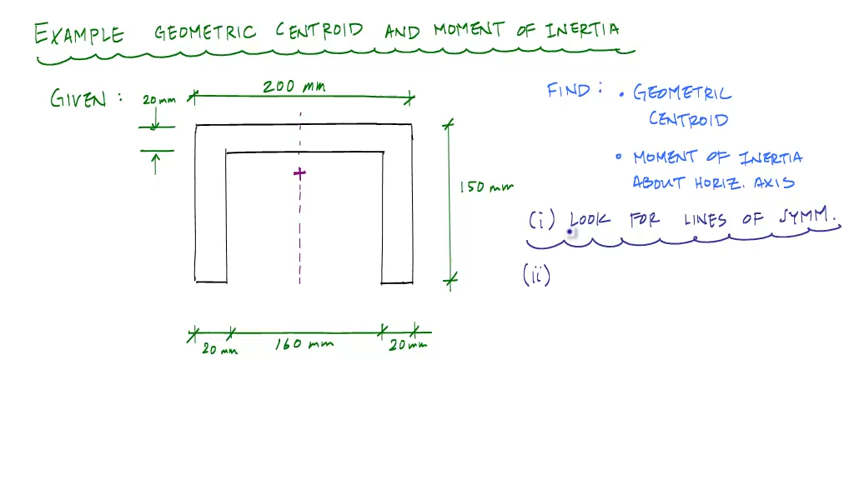 EXAMPLE GEOMETRIC CENTROID AND MOMENT OF INERTIA
GIVEN :
20 mm
200 mm
150 mm
20 mm
160 mm
20 mm
FIND : • GEOMETRIC
CENTROID
• MOMENT OF INERTIA
ABOUT HORIZ. AXIS
(i) LOOK FOR LINES OF SYMM.
(ii)